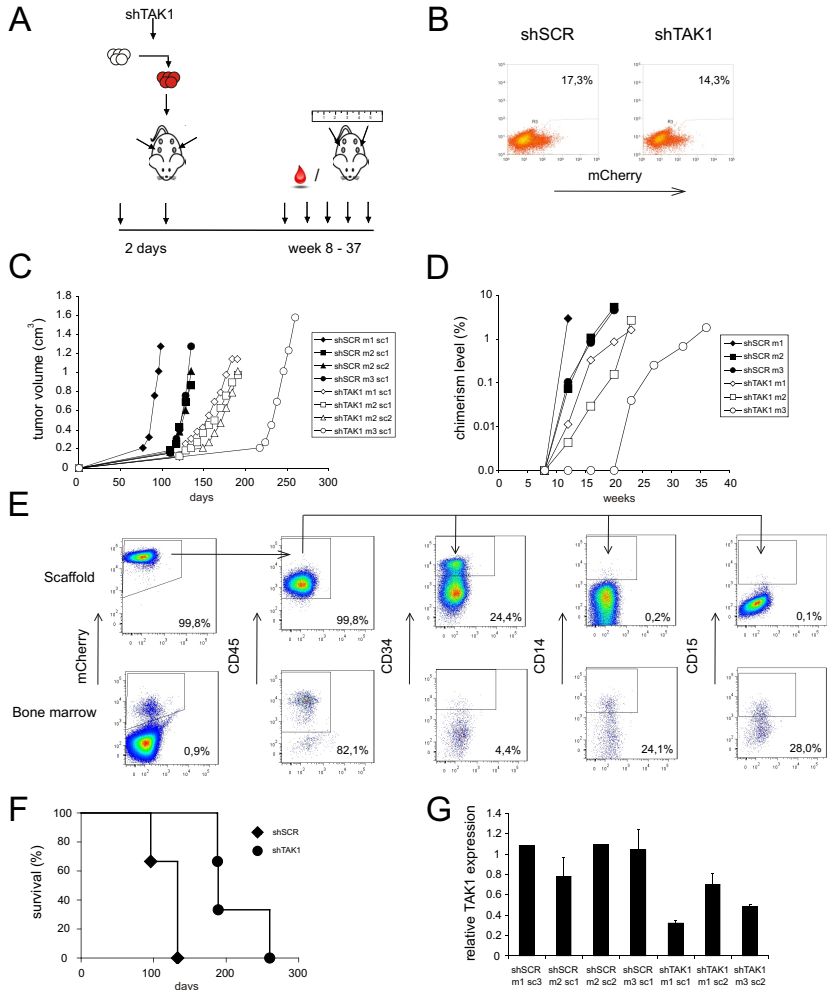 A
shTAK1
1 2 3 4 5
/
2 days
week 8 - 37
B
shSCR
shTAK1
17,3%
14,3%
R3
R3
mCherry
C
tumor volume (cm³)
1.8
1.6
1.4
1.2
1
0.8
0.6
0.4
0.2
0
0 50 100 150 200 250 300
days
shSCR m1 sc1
shSCR m2 sc1
shSCR m2 sc2
shSCR m3 sc1
shTAK1 m1 sc1
shTAK1 m2 sc1
shTAK1 m2 sc2
shTAK1 m3 sc1
D
chimerism level (%)
10
1
0.1
0.01
0.0
0 5 10 15 20 25 30 35 40
weeks
shSCR m1
shSCR m2
shSCR m3
shTAK1 m1
shTAK1 m2
shTAK1 m3
E
Scaffold
99,8%
99,8%
24,4%
0,2%
0,1%
mCherry
CD45
CD34
CD14
CD15
Bone marrow
0,9%
82,1%
4,4%
24,1%
28,0%
F
survival (%)
100
80
60
40
20
0
0 100 200 300
days
shSCR
shTAK1
G
relative TAK1 expression
1.4
1.2
1
0.8
0.6
0.4
0.2
0
shSCR shSCR shSCR shSCR shTAK1 shTAK1 shTAK1
m1 sc3 m2 sc1 m2 sc2 m3 sc1 m1 sc1 m1 sc2 m3 sc2